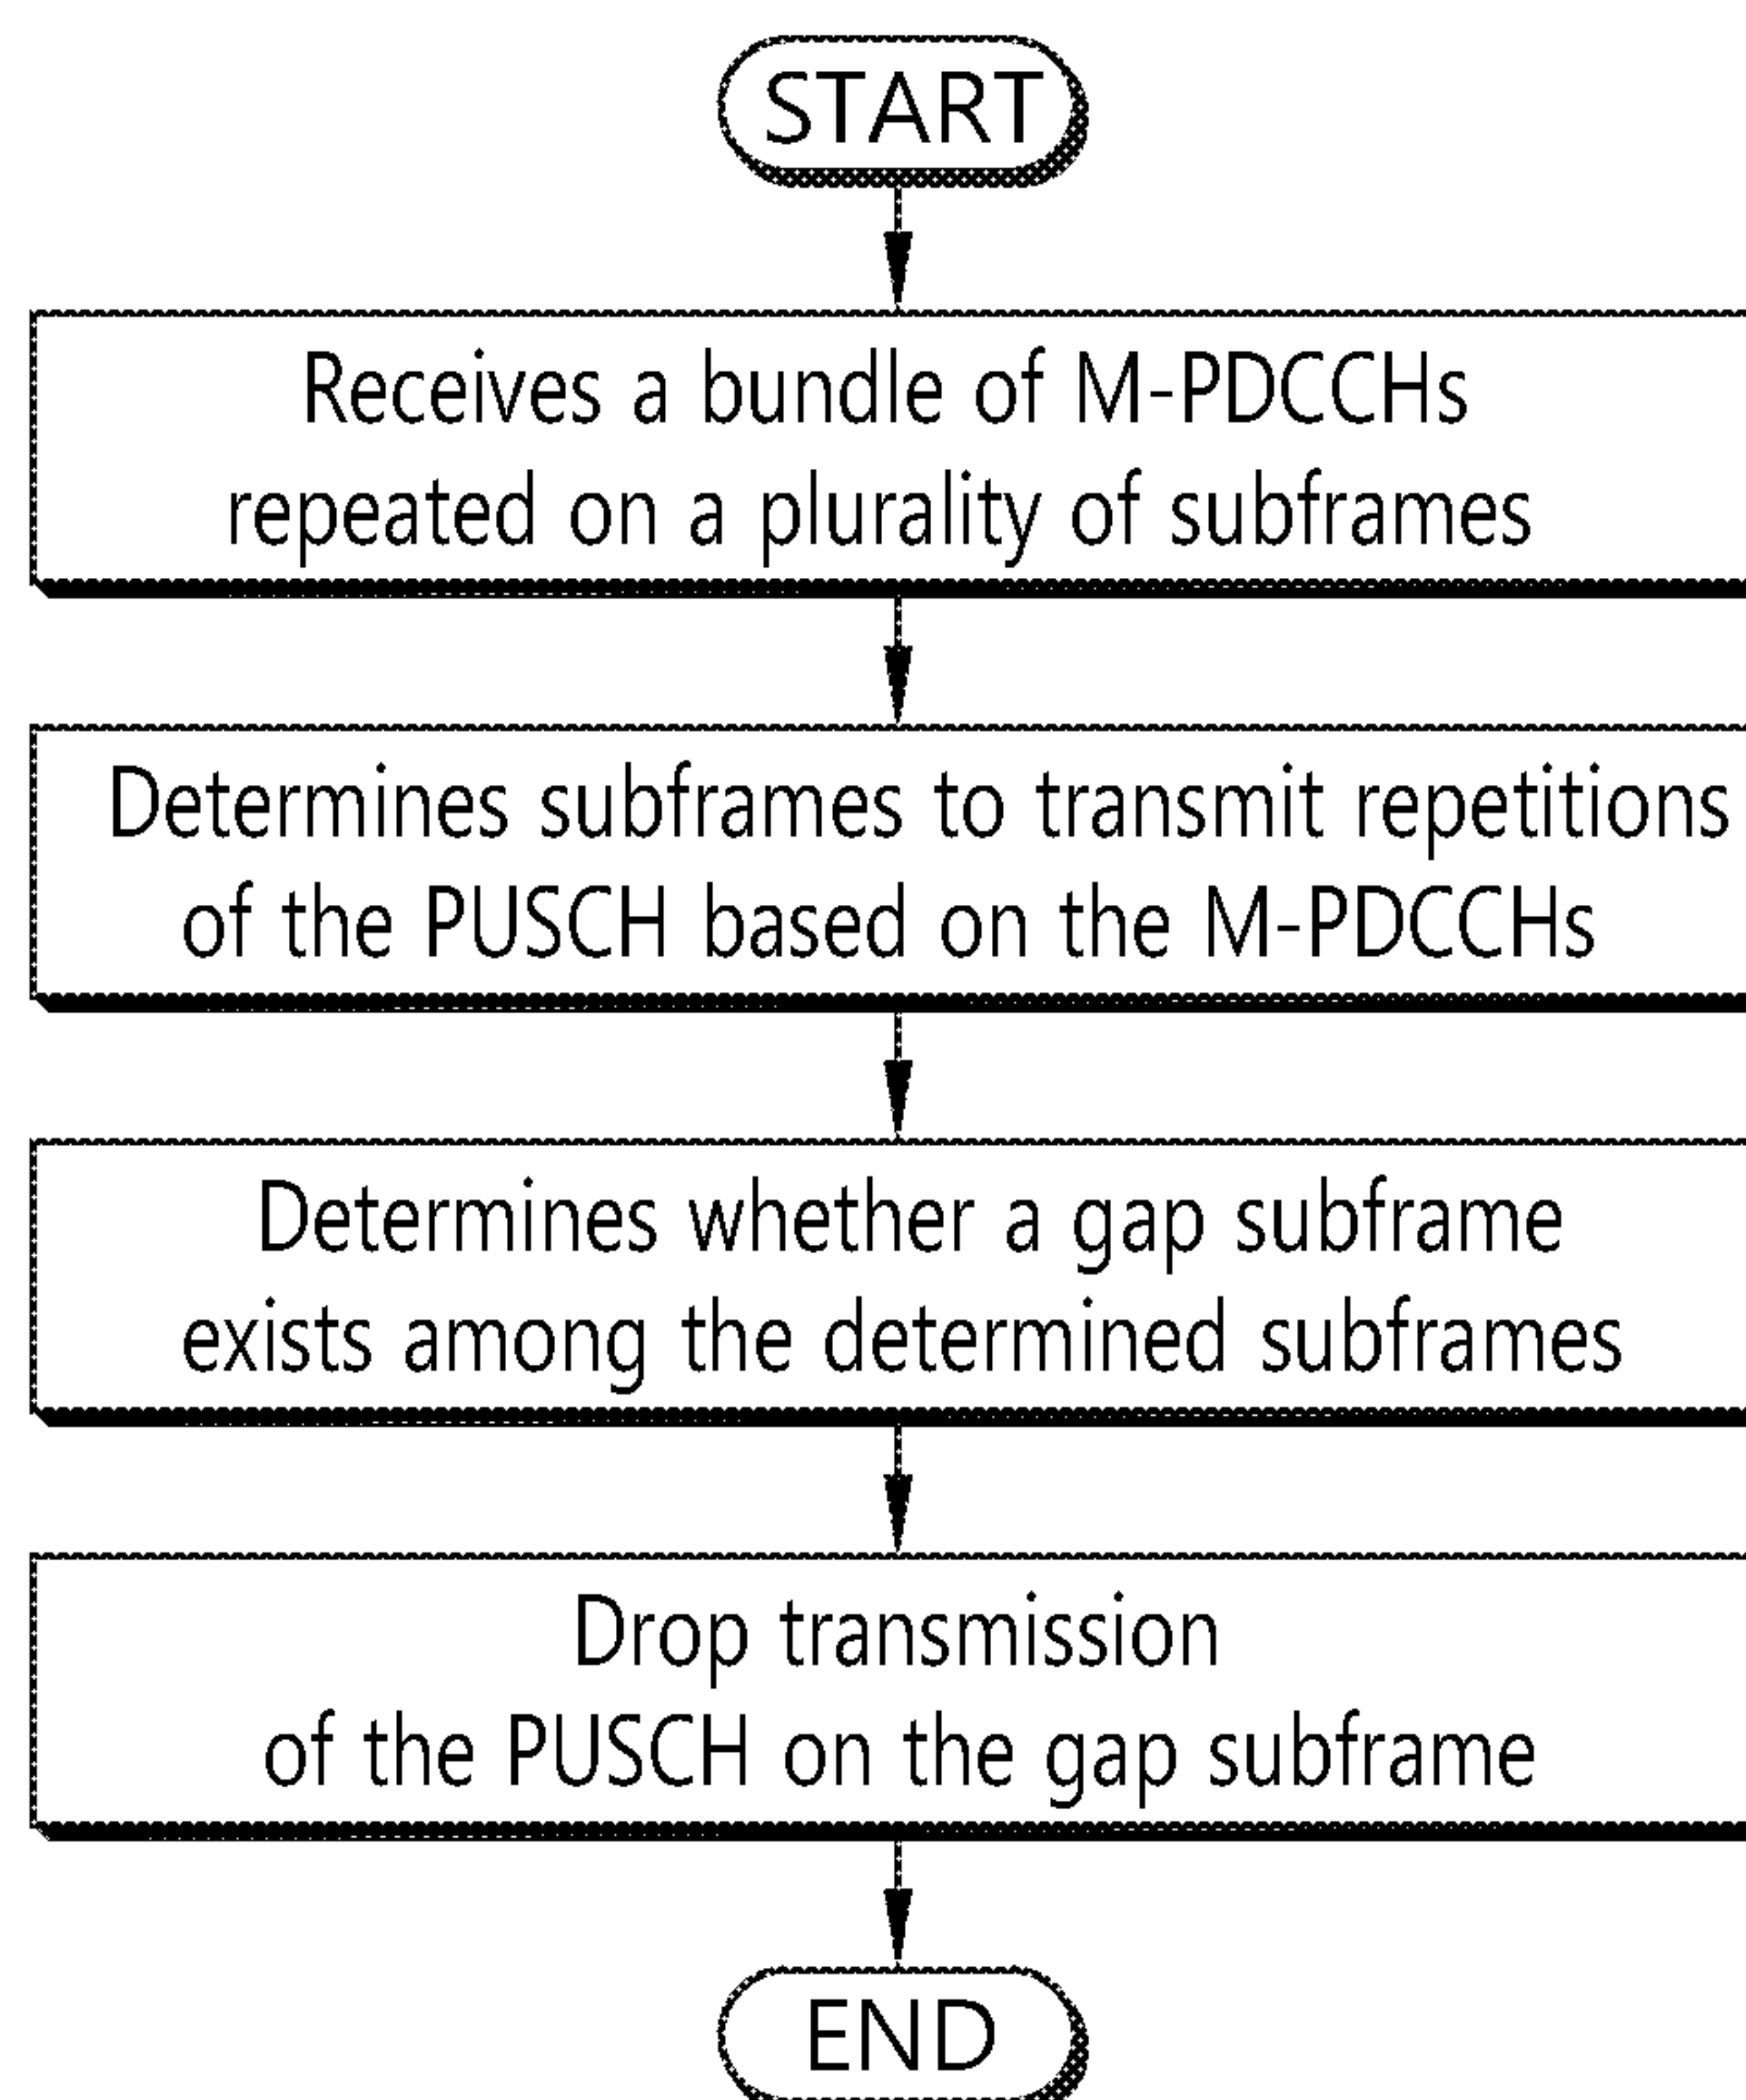 START
Receives a bundle of M-PDCCHs
repeated on a plurality of subframes
Determines subframes to transmit repetitions
of the PUSCH based on the M-PDCCHs
Determines whether a gap subframe
exists among the determined subframes
Drop transmission
of the PUSCH on the gap subframe
END